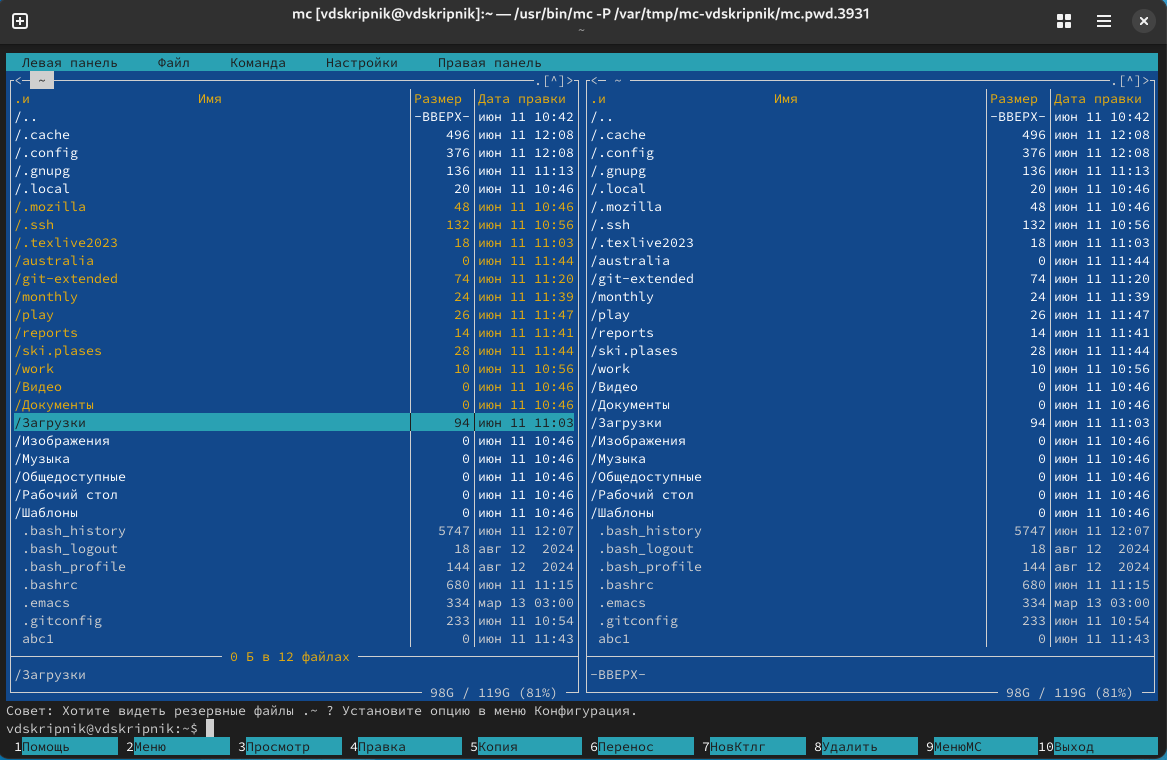 mc [vdskripnik@vdskripnik]:~ — /usr/bin/mc -P /var/tmp/mc-vdskripnik/mc.pwd.3931
~
Левая панель Файл Команда Настройки Правая панель
<─ ~ .[^]> <─ ~ .[^]>
.и Имя Размер Дата правки .и Имя Размер Дата правки
/.. -ВВЕРХ- июн 11 10:42 /.. -ВВЕРХ- июн 11 10:42
/.cache 496 июн 11 12:08 /.cache 496 июн 11 12:08
/.config 376 июн 11 12:08 /.config 376 июн 11 12:08
/.gnupg 136 июн 11 11:13 /.gnupg 136 июн 11 11:13
/.local 20 июн 11 10:46 /.local 20 июн 11 10:46
/.mozilla 48 июн 11 10:46 /.mozilla 48 июн 11 10:46
/.ssh 132 июн 11 10:56 /.ssh 132 июн 11 10:56
/.texlive2023 18 июн 11 11:03 /.texlive2023 18 июн 11 11:03
/australia 0 июн 11 11:44 /australia 0 июн 11 11:44
/git-extended 74 июн 11 11:20 /git-extended 74 июн 11 11:20
/monthly 24 июн 11 11:39 /monthly 24 июн 11 11:39
/play 26 июн 11 11:47 /play 26 июн 11 11:47
/reports 14 июн 11 11:41 /reports 14 июн 11 11:41
/ski.plases 28 июн 11 11:44 /ski.plases 28 июн 11 11:44
/work 10 июн 11 10:56 /work 10 июн 11 10:56
/Видео 0 июн 11 10:46 /Видео 0 июн 11 10:46
/Документы 0 июн 11 10:46 /Документы 0 июн 11 10:46
/Загрузки 94 июн 11 11:03 /Загрузки 94 июн 11 11:03
/Изображения 0 июн 11 10:46 /Изображения 0 июн 11 10:46
/Музыка 0 июн 11 10:46 /Музыка 0 июн 11 10:46
/Общедоступные 0 июн 11 10:46 /Общедоступные 0 июн 11 10:46
/Рабочий стол 0 июн 11 10:46 /Рабочий стол 0 июн 11 10:46
/Шаблоны 0 июн 11 10:46 /Шаблоны 0 июн 11 10:46
.bash_history 5747 июн 11 12:07 .bash_history 5747 июн 11 12:07
.bash_logout 18 авг 12 2024 .bash_logout 18 авг 12 2024
.bash_profile 144 авг 12 2024 .bash_profile 144 авг 12 2024
.bashrc 680 июн 11 11:15 .bashrc 680 июн 11 11:15
.emacs 334 мар 13 03:00 .emacs 334 мар 13 03:00
.gitconfig 233 июн 11 10:54 .gitconfig 233 июн 11 10:54
abc1 0 июн 11 11:43 abc1 0 июн 11 11:43
0 Б в 12 файлах
/Загрузки -ВВЕРХ-
98G / 119G (81%) 98G / 119G (81%)
Совет: Хотите видеть резервные файлы .~ ? Установите опцию в меню Конфигурация.
vdskripnik@vdskripnik:~$
1Помощь 2Меню 3Просмотр 4Правка 5Копия 6Перенос 7НовКтлг 8Удалить 9МенюМС 10Выход